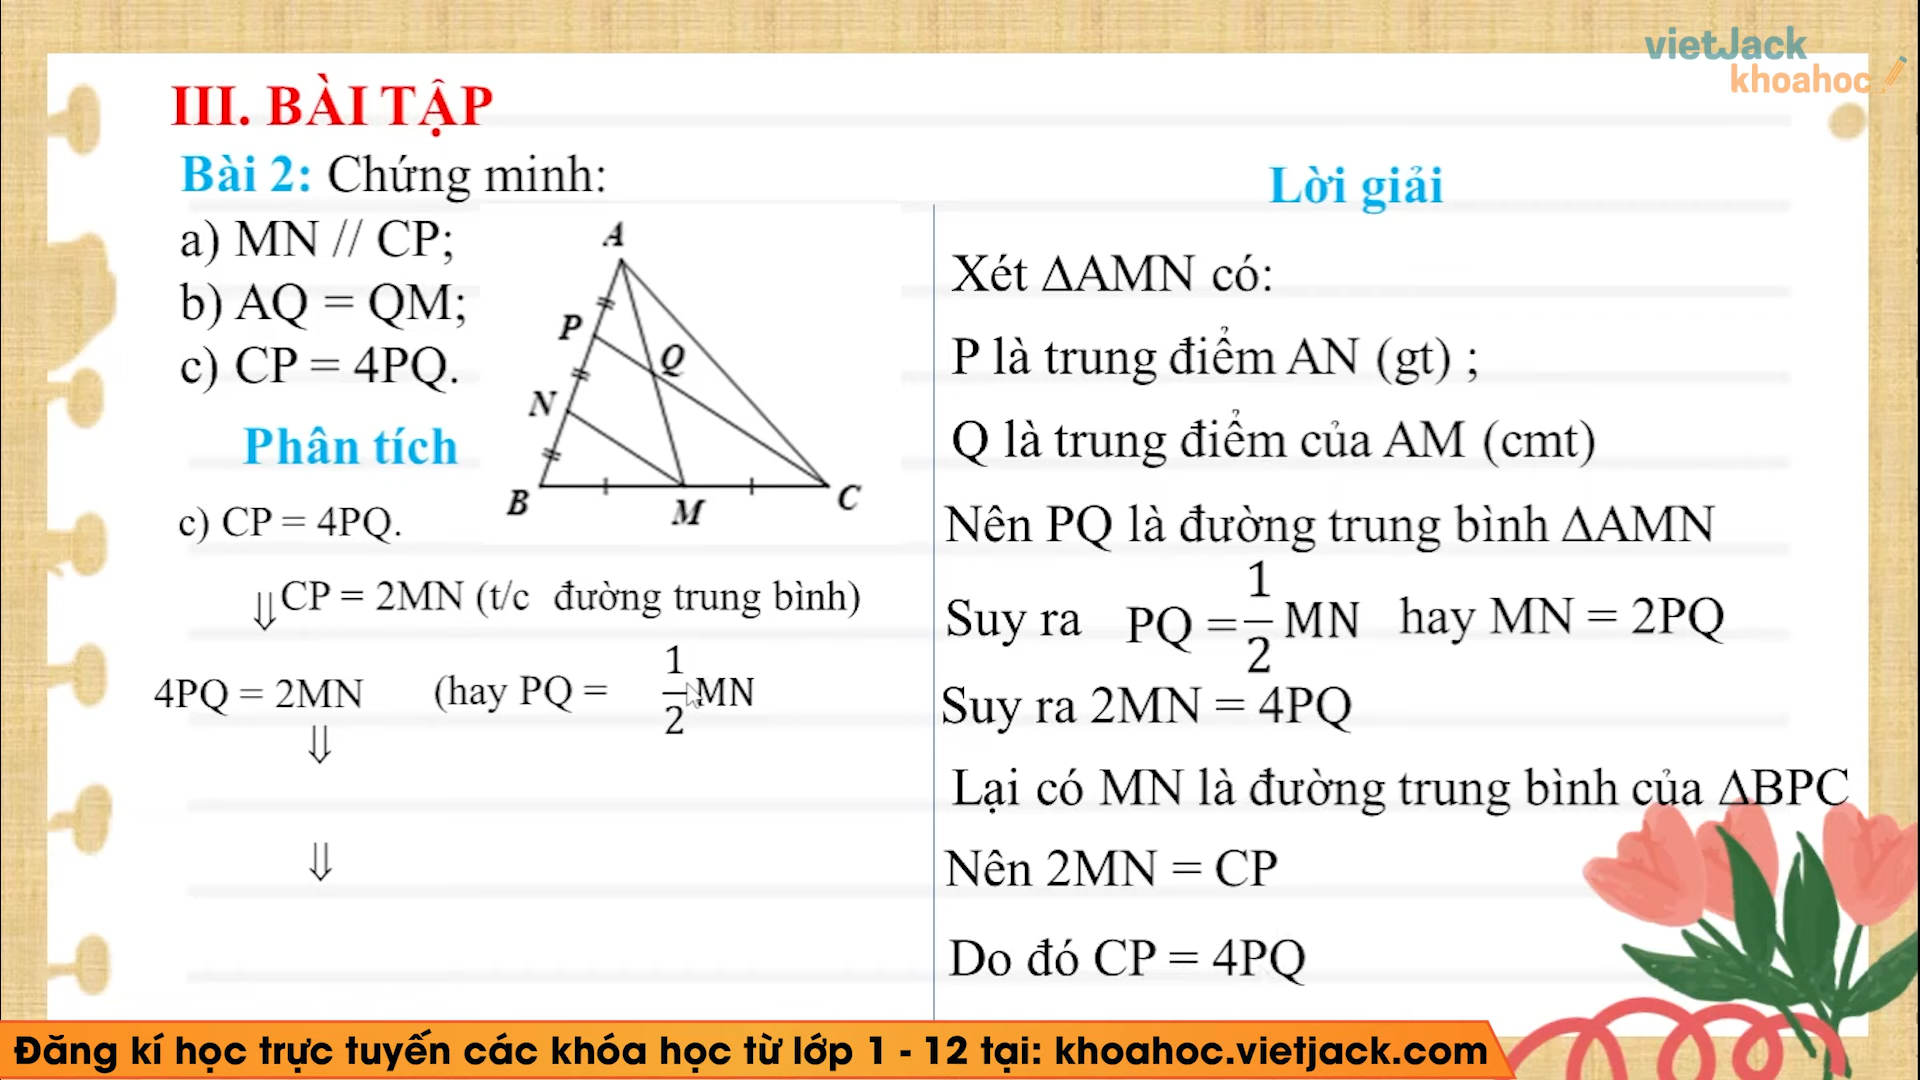 vietJack
khoahoc
III. BÀI TẬP
Bài 2: Chứng minh:
a) MN // CP;
b) AQ = QM;
c) CP = 4PQ.
A
P
Q
N
B
M
C
Phân tích
c) CP = 4PQ.
⇓ CP = 2MN (t/c đường trung bình)
4PQ = 2MN (hay PQ = 1/2 MN
⇓
⇓
Lời giải
Xét ΔAMN có:
P là trung điểm AN (gt) ;
Q là trung điểm của AM (cmt)
Nên PQ là đường trung bình ΔAMN
Suy ra PQ = 1/2 MN hay MN = 2PQ
Suy ra 2MN = 4PQ
Lại có MN là đường trung bình của ΔBPC
Nên 2MN = CP
Do đó CP = 4PQ
Đăng kí học trực tuyến các khóa học từ lớp 1 - 12 tại: khoahoc.vietjack.com